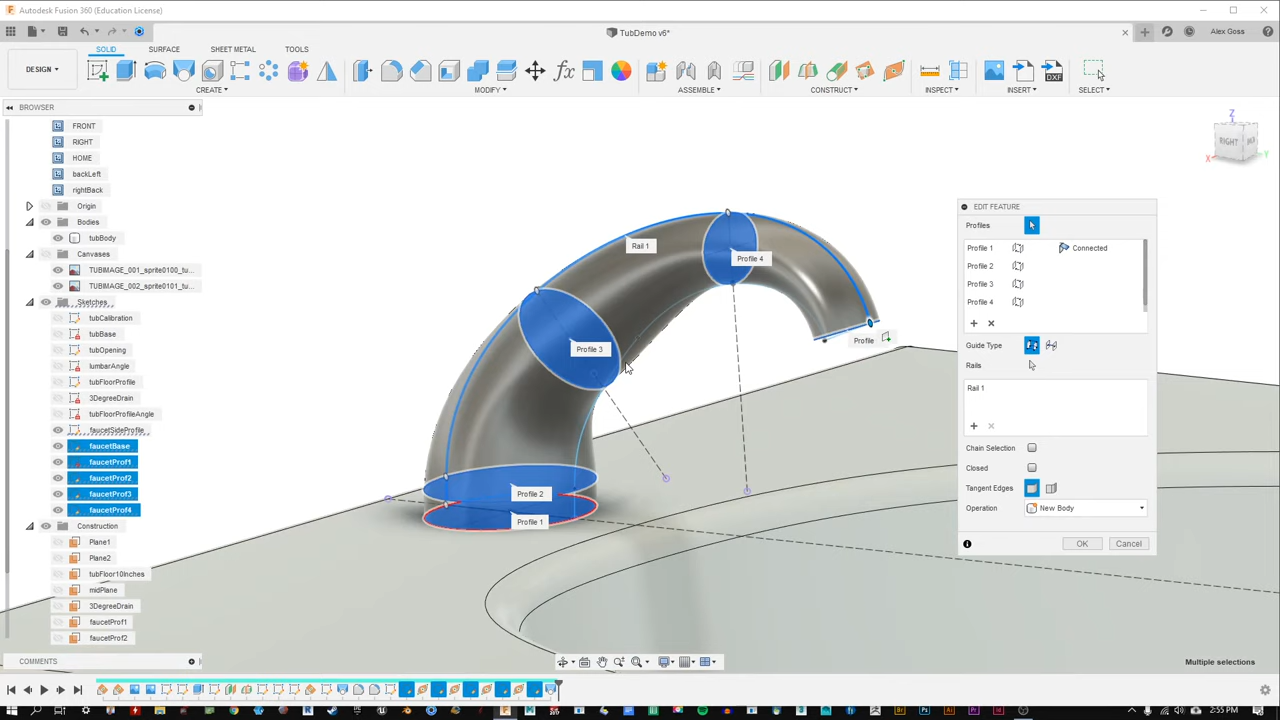 Autodesk Fusion 360 (Education License)
TubDemo v6*
Alex Goss
DESIGN
SOLID SURFACE SHEET METAL TOOLS
CREATE MODIFY ASSEMBLE CONSTRUCT INSPECT INSERT SELECT
DXF
BROWSER
FRONT
RIGHT
HOME
backLeft
rightBack
Origin
Bodies
tubBody
Canvases
TUBIMAGE_001_sprite0100_tu...
TUBIMAGE_002_sprite0101_tu...
Sketches
tubCalibration
tubBase
tubOpening
lumbarAngle
tubFloorProfile
3DegreeDrain
tubFloorProfileAngle
faucetSideProfile
faucetBase
faucetProf1
faucetProf2
faucetProf3
faucetProf4
Construction
Plane1
Plane2
tubFloor10Inches
midPlane
3DegreeDrain
faucetProf1
faucetProf2
COMMENTS
Rail 1
Profile 4
Profile 3
Profile
Profile 2
Profile 1
Z
RIGHT
BACK
X
Y
EDIT FEATURE
Profiles
Profile 1 Connected
Profile 2
Profile 3
Profile 4
Guide Type
Rails
Rail 1
Chain Selection
Closed
Tangent Edges
Operation New Body
OK Cancel
Multiple selections
2:55 PM